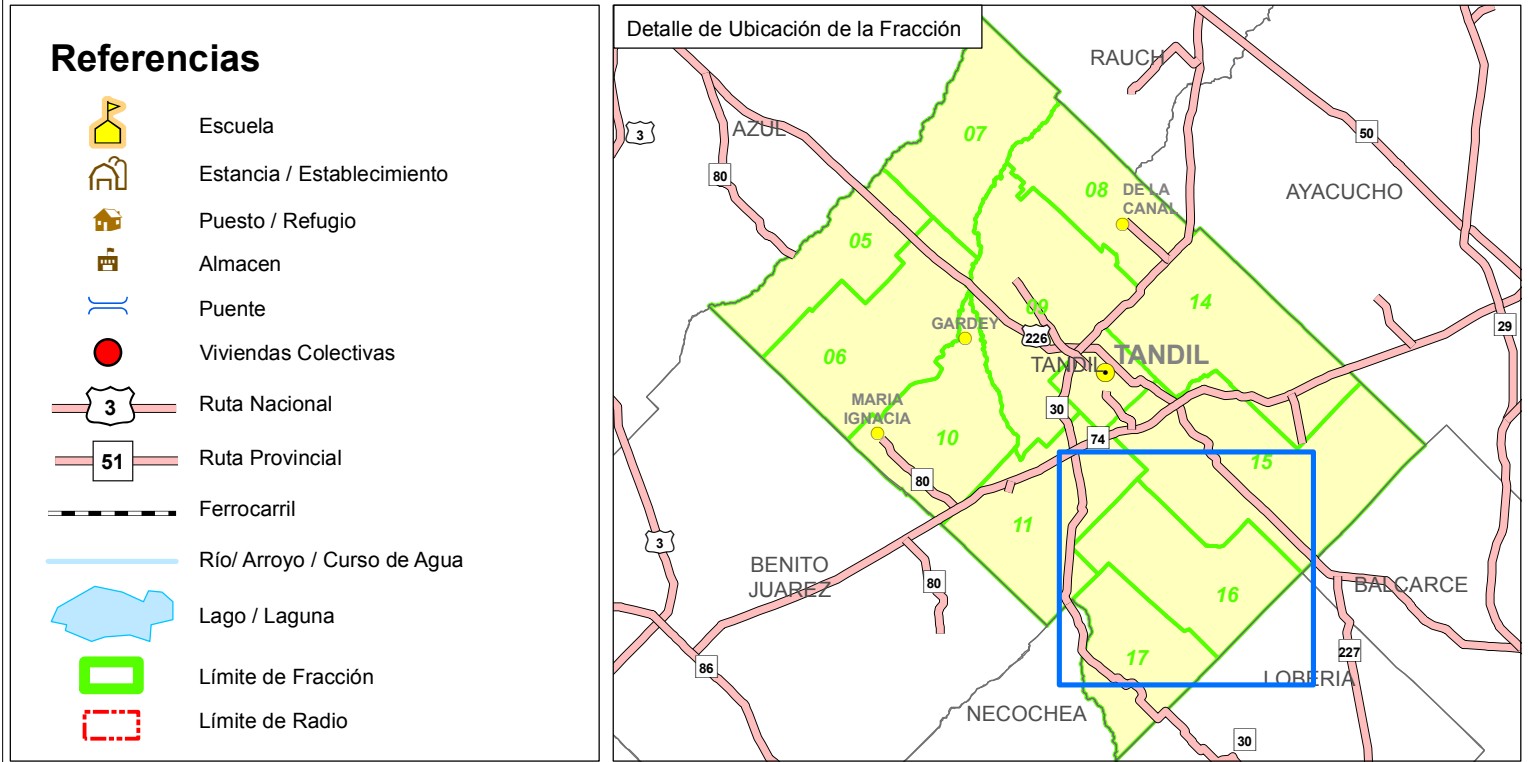 Referencias
Escuela
Estancia / Establecimiento
Puesto / Refugio
Almacen
Puente
Viviendas Colectivas
3
Ruta Nacional
51
Ruta Provincial
Ferrocarril
Río/ Arroyo / Curso de Agua
Lago / Laguna
Límite de Fracción
Límite de Radio
Detalle de Ubicación de la Fracción
RAUCH
3
AZUL
07
50
80
08
DE LA
CANAL
AYACUCHO
05
14
09
GARDEY
226
29
06
TANDIL
TANDIL
MARIA
IGNACIA
30
10
74
15
80
11
3
BENITO
JUAREZ
80
16
BALCARCE
17
86
227
LOBERIA
NECOCHEA
30